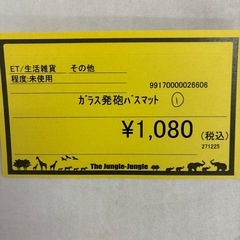 ET/生活雑貨 その他
程度:未使用
99170000026606
ガラス発砲バスマット ①
¥1,080(税込)
271225
The Jungle-Jungle